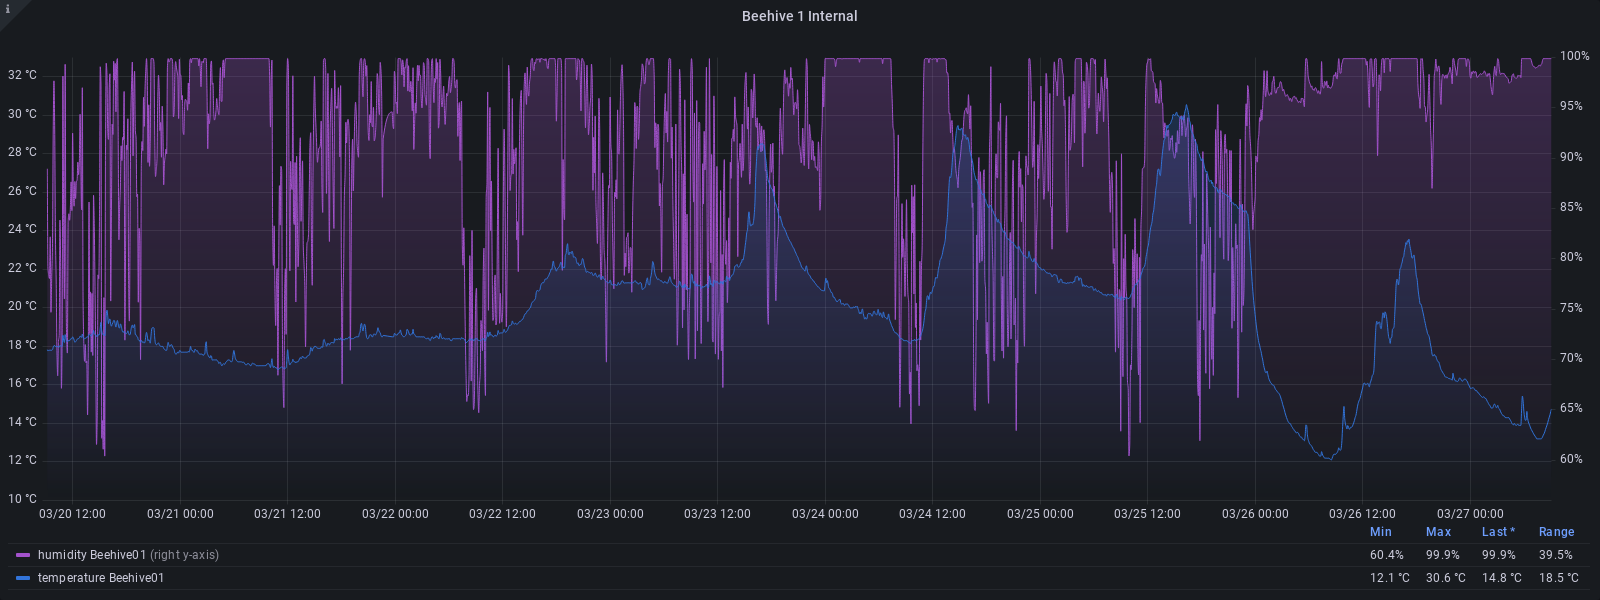 i
Beehive 1 Internal
32 °C
30 °C
28 °C
26 °C
24 °C
22 °C
20 °C
18 °C
16 °C
14 °C
12 °C
10 °C
100%
95%
90%
85%
80%
75%
70%
65%
60%
03/20 12:00 03/21 00:00 03/21 12:00 03/22 00:00 03/22 12:00 03/23 00:00 03/23 12:00 03/24 00:00 03/24 12:00 03/25 00:00 03/25 12:00 03/26 00:00 03/26 12:00 03/27 00:00
Min Max Last * Range
humidity Beehive01 (right y-axis) 60.4% 99.9% 99.9% 39.5%
temperature Beehive01 12.1 °C 30.6 °C 14.8 °C 18.5 °C